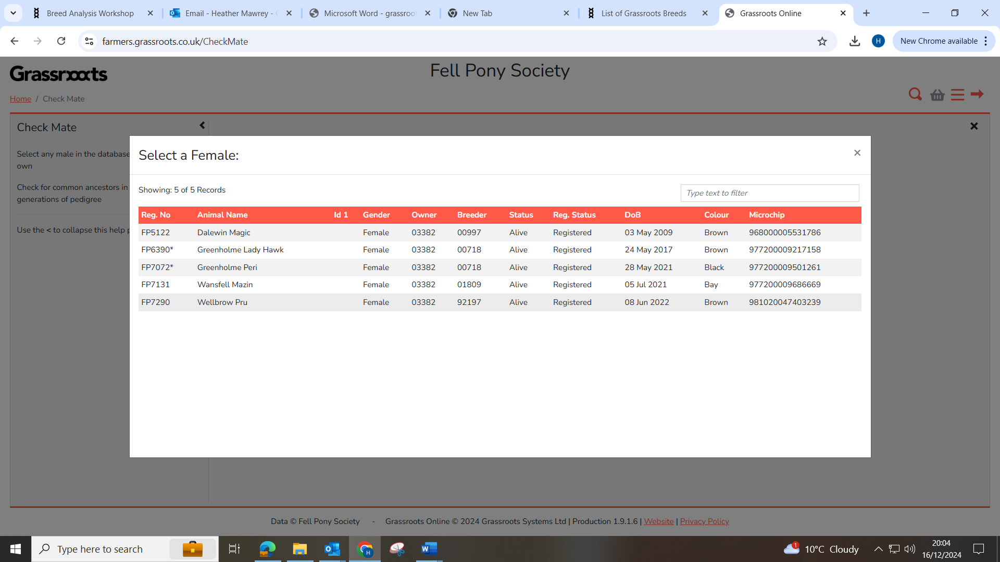 Breed Analysis Workshop
Email - Heather Mawrey -
Microsoft Word - grassroot
New Tab
List of Grassroots Breeds
Grassroots Online
farmers.grassroots.co.uk/CheckMate
H
New Chrome available
Grassroots
Fell Pony Society
Home / Check Mate
Check Mate
Select any male in the database
own
Check for common ancestors in
generations of pedigree
Use the < to collapse this help
Select a Female:
Showing: 5 of 5 Records
Type text to filter
Reg. No Animal Name Id 1 Gender Owner Breeder Status Reg. Status DoB Colour Microchip
FP5122 Dalewin Magic Female 03382 00997 Alive Registered 03 May 2009 Brown 968000005531786
FP6390* Greenholme Lady Hawk Female 03382 00718 Alive Registered 24 May 2017 Brown 977200009217158
FP7072* Greenholme Peri Female 03382 00718 Alive Registered 28 May 2021 Black 977200009501261
FP7131 Wansfell Mazin Female 03382 01809 Alive Registered 05 Jul 2021 Bay 977200009686669
FP7290 Wellbrow Pru Female 03382 92197 Alive Registered 08 Jun 2022 Brown 981020047403239
Data © Fell Pony Society - Grassroots Online © 2024 Grassroots Systems Ltd | Production 1.9.1.6 | Website | Privacy Policy
Type here to search
1
10°C Cloudy
20:04
16/12/2024